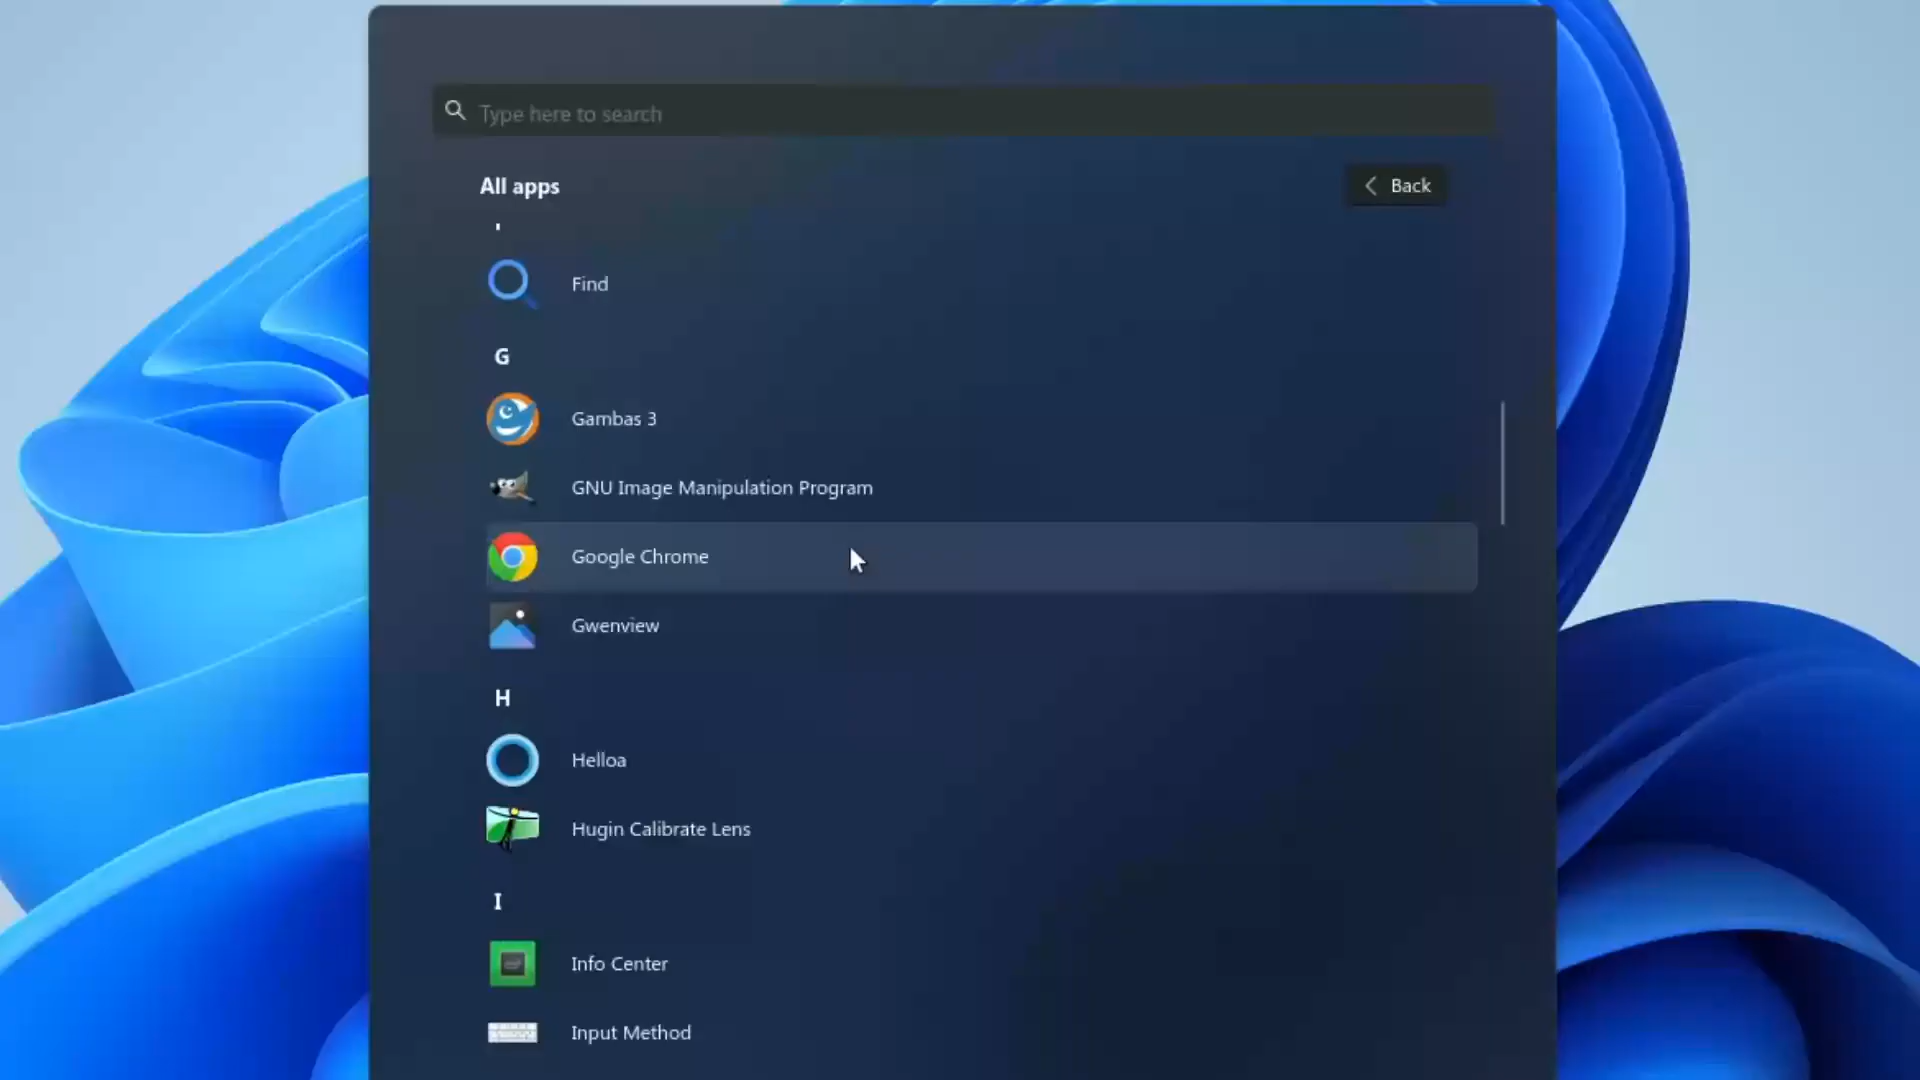 Type here to search
All apps
Back
Find
G
Gambas 3
GNU Image Manipulation Program
Google Chrome
Gwenview
H
Helloa
Hugin Calibrate Lens
I
Info Center
Input Method